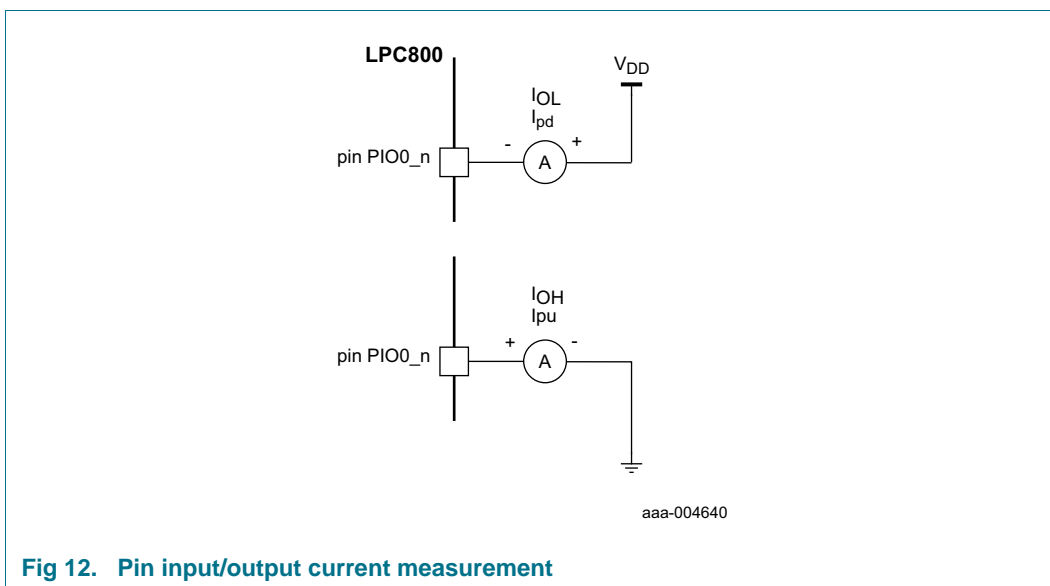 LPC800
VDD
IOL
Ipd
- +
A
pin PIO0_n
IOH
Ipu
+ -
A
pin PIO0_n
aaa-004640
Fig 12. Pin input/output current measurement